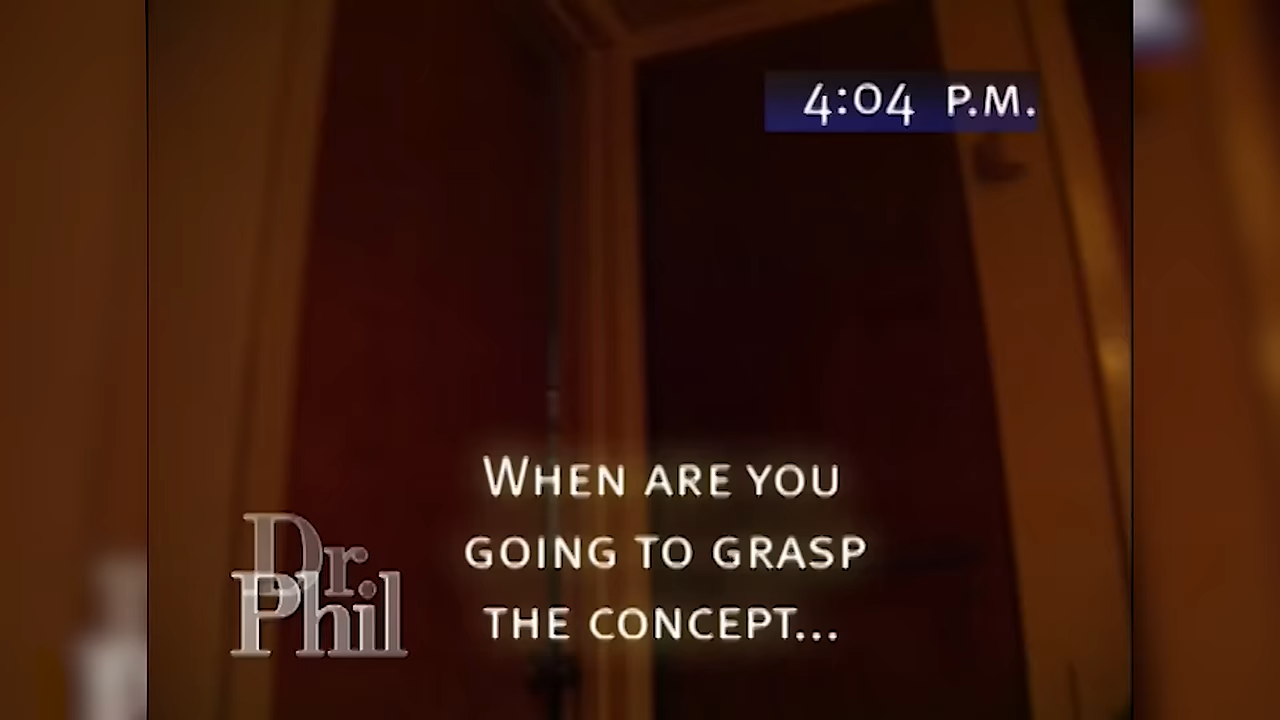 4:04 P.M.
WHEN ARE YOU
GOING TO GRASP
THE CONCEPT...
Dr.
Phil